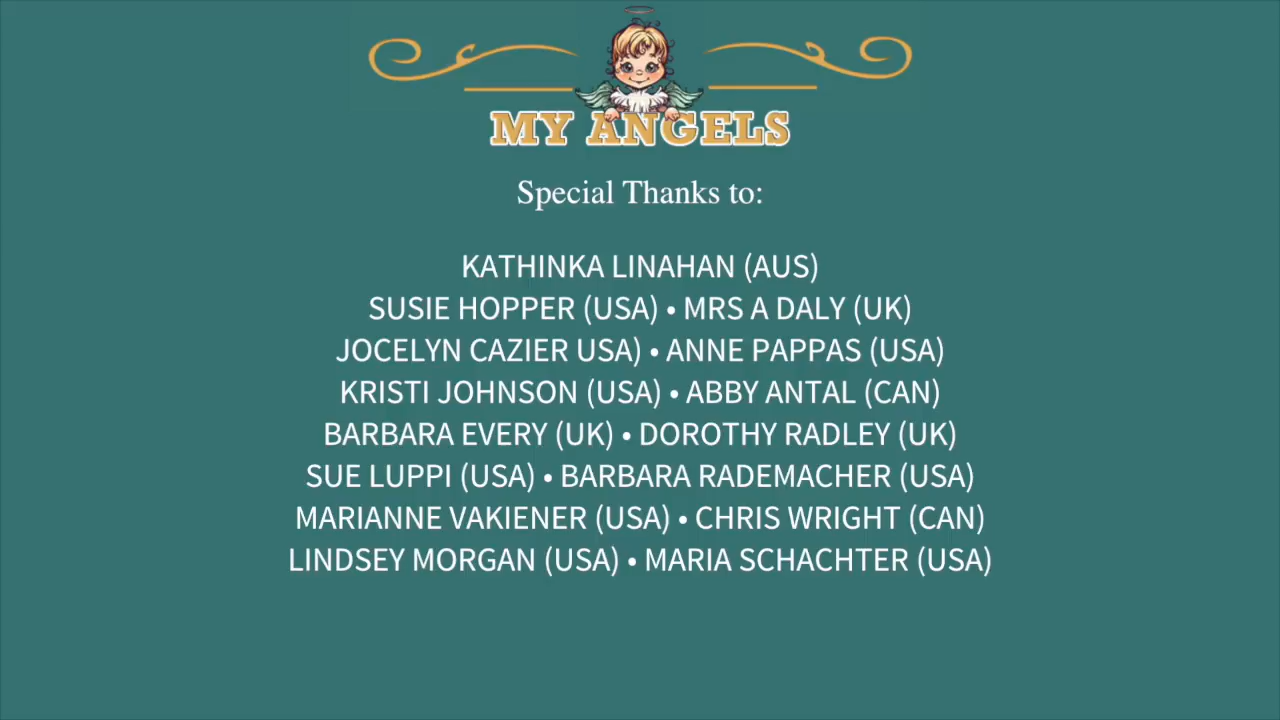 MY ANGELS
Special Thanks to:
KATHINKA LINAHAN (AUS)
SUSIE HOPPER (USA) • MRS A DALY (UK)
JOCELYN CAZIER USA) • ANNE PAPPAS (USA)
KRISTI JOHNSON (USA) • ABBY ANTAL (CAN)
BARBARA EVERY (UK) • DOROTHY RADLEY (UK)
SUE LUPPI (USA) • BARBARA RADEMACHER (USA)
MARIANNE VAKIENER (USA) • CHRIS WRIGHT (CAN)
LINDSEY MORGAN (USA) • MARIA SCHACHTER (USA)